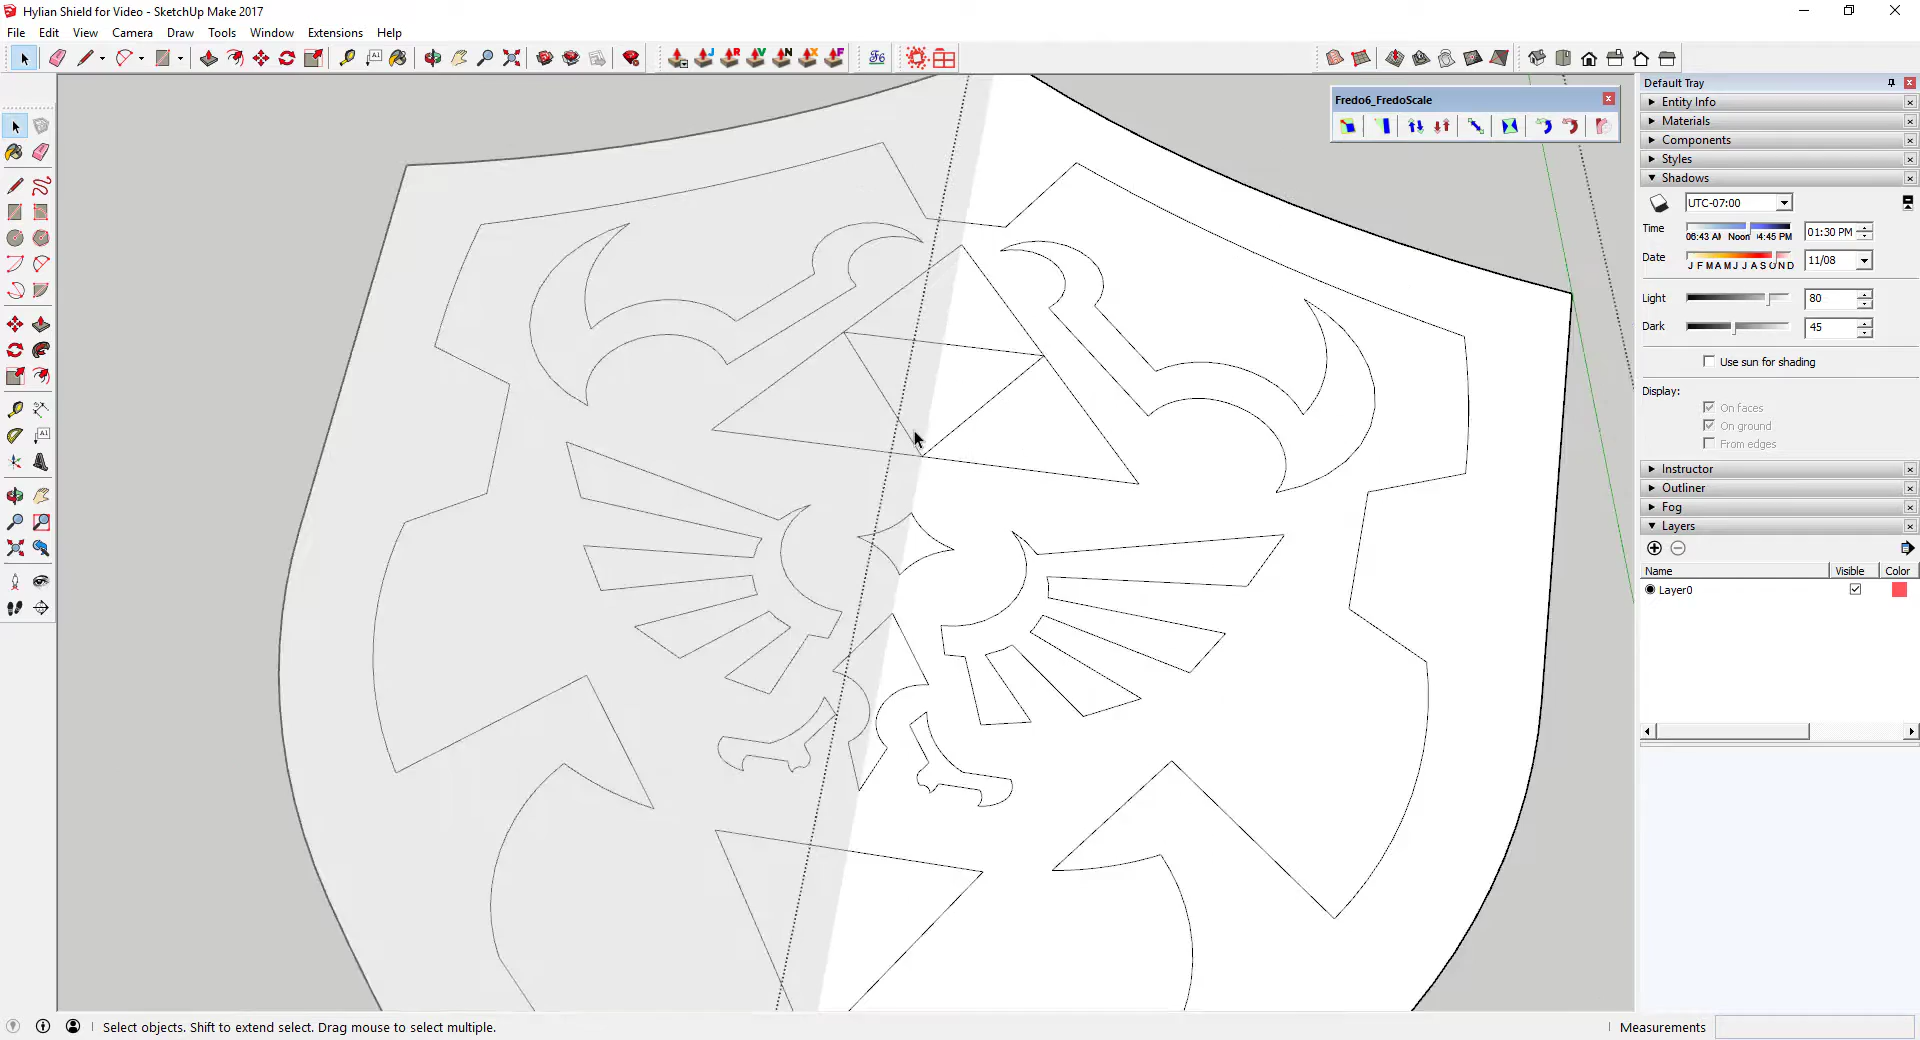 Hylian Shield for Video - SketchUp Make 2017
File Edit View Camera Draw Tools Window Extensions Help
J R V N X F
Default Tray
Fredo6_FredoScale
Entity Info
Materials
Components
Styles
Shadows
UTC-07:00
Time 06:43 AM Noon 04:45 PM 01:30 PM
Date J F M A M J J A S O N D 11/08
Light 80
Dark 45
Use sun for shading
Display:
On faces
On ground
From edges
Instructor
Outliner
Fog
Layers
Name Visible Color
Layer0
Select objects. Shift to extend select. Drag mouse to select multiple.
Measurements